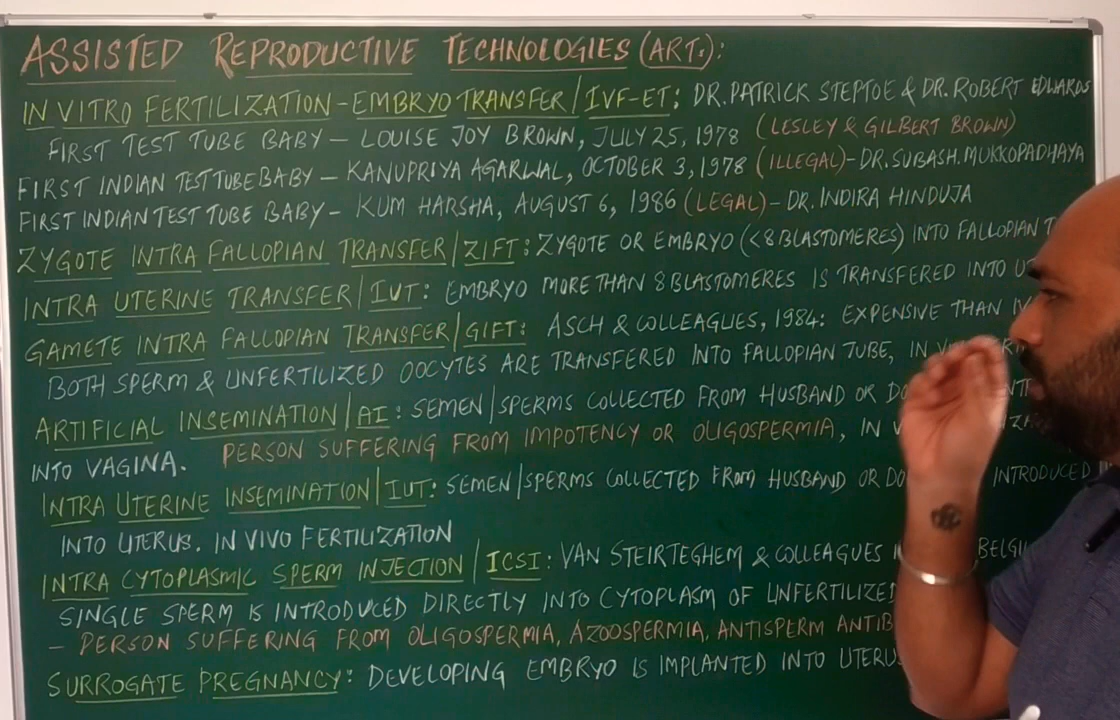 ASSISTED REPRODUCTIVE TECHNOLOGIES (ARTs):
IN VITRO FERTILIZATION-EMBRYO TRANSFER/IVF-ET: DR. PATRICK STEPTOE & DR. ROBERT EDWARDS
FIRST TEST TUBE BABY – LOUISE JOY BROWN, JULY 25, 1978 (LESLEY & GILBERT BROWN)
FIRST INDIAN TEST TUBE BABY – KANUPRIYA AGARWAL, OCTOBER 3, 1978 (ILLEGAL)-DR. SUBASH. MUKKOPADHAYA
FIRST INDIAN TEST TUBE BABY – KUM HARSHA, AUGUST 6, 1986 (LEGAL)- DR. INDIRA HINDUJA
ZYGOTE INTRA FALLOPIAN TRANSFER/ZIFT: ZYGOTE OR EMBRYO (<8 BLASTOMERES) INTO FALLOPIAN
INTRA UTERINE TRANSFER/IUT: EMBRYO MORE THAN 8 BLASTOMERES IS TRANSFERED INTO
GAMETE INTRA FALLOPIAN TRANSFER/GIFT: ASCH & COLLEAGUES, 1984: EXPENSIVE THAN
BOTH SPERM & UNFERTILIZED OOCYTES ARE TRANSFERED INTO FALLOPIAN TUBE, IN
ARTIFICIAL INSEMINATION/AI: SEMEN/SPERMS COLLECTED FROM HUSBAND OR
INTO VAGINA. PERSON SUFFERING FROM IMPOTENCY OR OLIGOSPERMIA, IN
INTRA UTERINE INSEMINATION/IUT: SEMEN/SPERMS COLLECTED FROM HUSBAND OR INTRODUCED
INTO UTERUS. IN VIVO FERTILIZATION
INTRA CYTOPLASMIC SPERM INJECTION/ICSI: VAN STEIRTEGHEM & COLLEAGUES
SINGLE SPERM IS INTRODUCED DIRECTLY INTO CYTOPLASM OF UNFERTILIZED
– PERSON SUFFERING FROM OLIGOSPERMIA, AZOOSPERMIA, ANTISPERM
SURROGATE PREGNANCY: DEVELOPING EMBRYO IS IMPLANTED INTO UTERUS